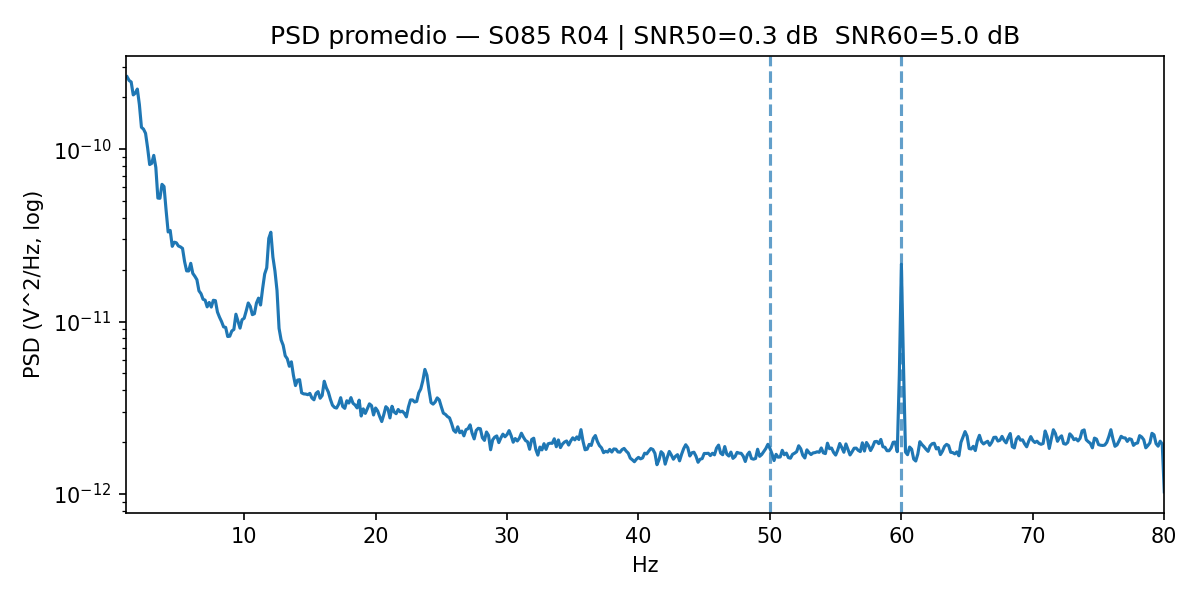 PSD promedio — S085 R04 | SNR50=0.3 dB  SNR60=5.0 dB
PSD (V^2/Hz, log)
10⁻¹⁰
10⁻¹¹
10⁻¹²
10 20 30 40 50 60 70 80
Hz